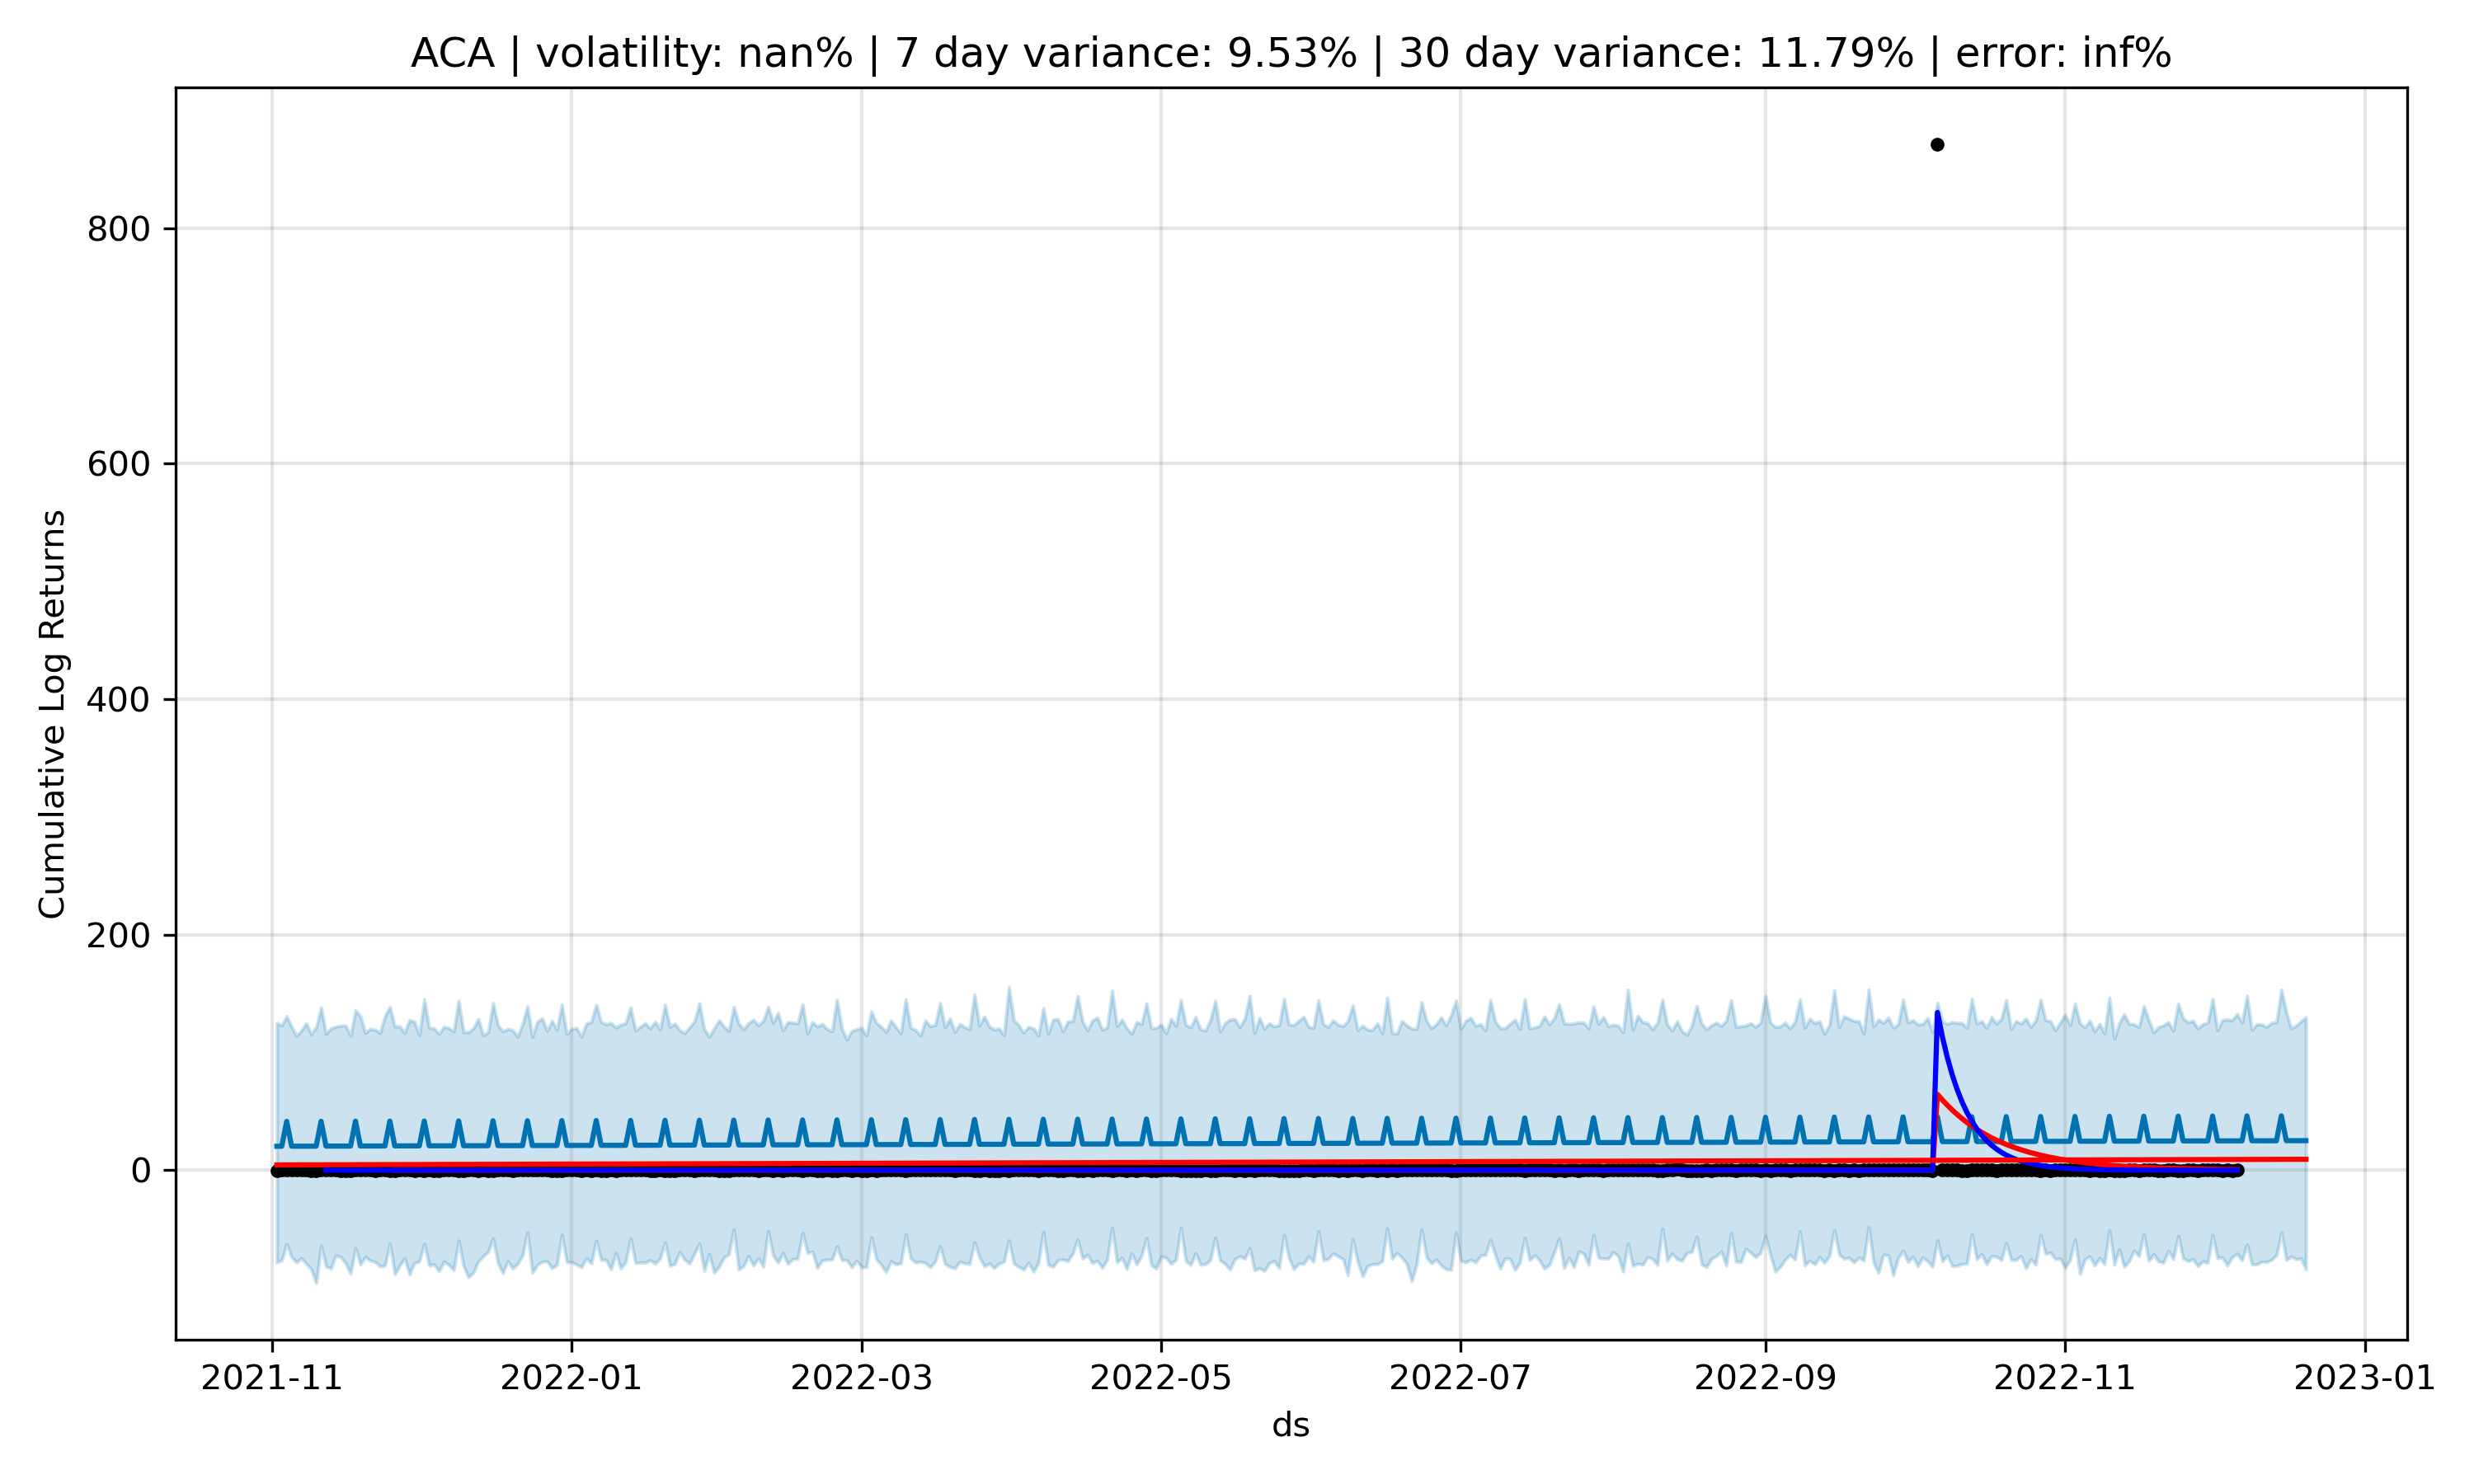 ACA | volatility: nan% | 7 day variance: 9.53% | 30 day variance: 11.79% | error: inf%
Cumulative Log Returns
800
600
400
200
0
2021-11 2022-01 2022-03 2022-05 2022-07 2022-09 2022-11 2023-01
ds